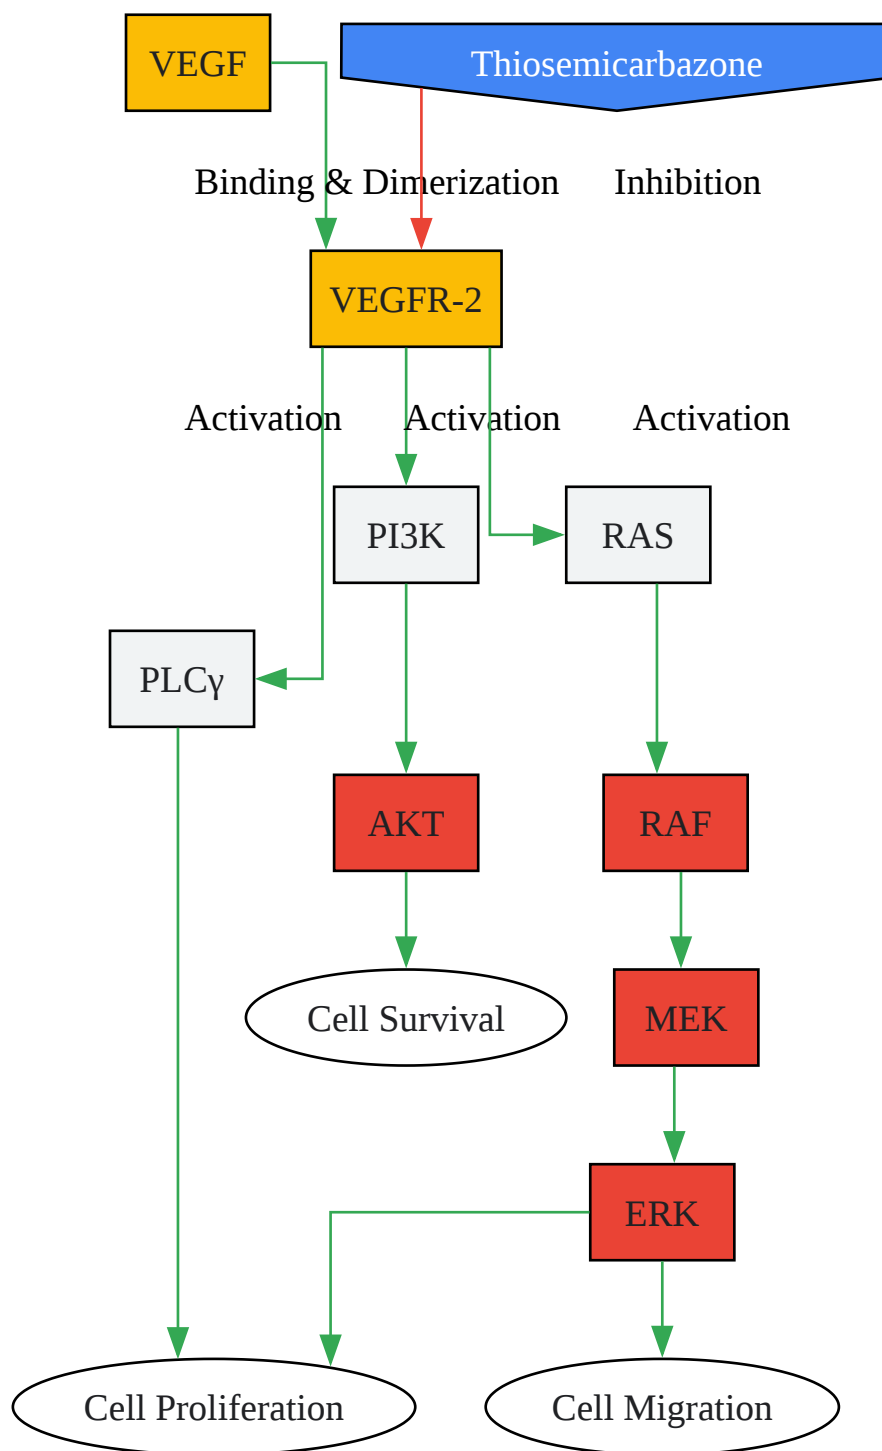 VEGF
Thiosemicarbazone
Binding & Dimerization
Inhibition
VEGFR-2
Activation
Activation
Activation
PI3K
RAS
PLCγ
AKT
RAF
Cell Survival
MEK
ERK
Cell Proliferation
Cell Migration